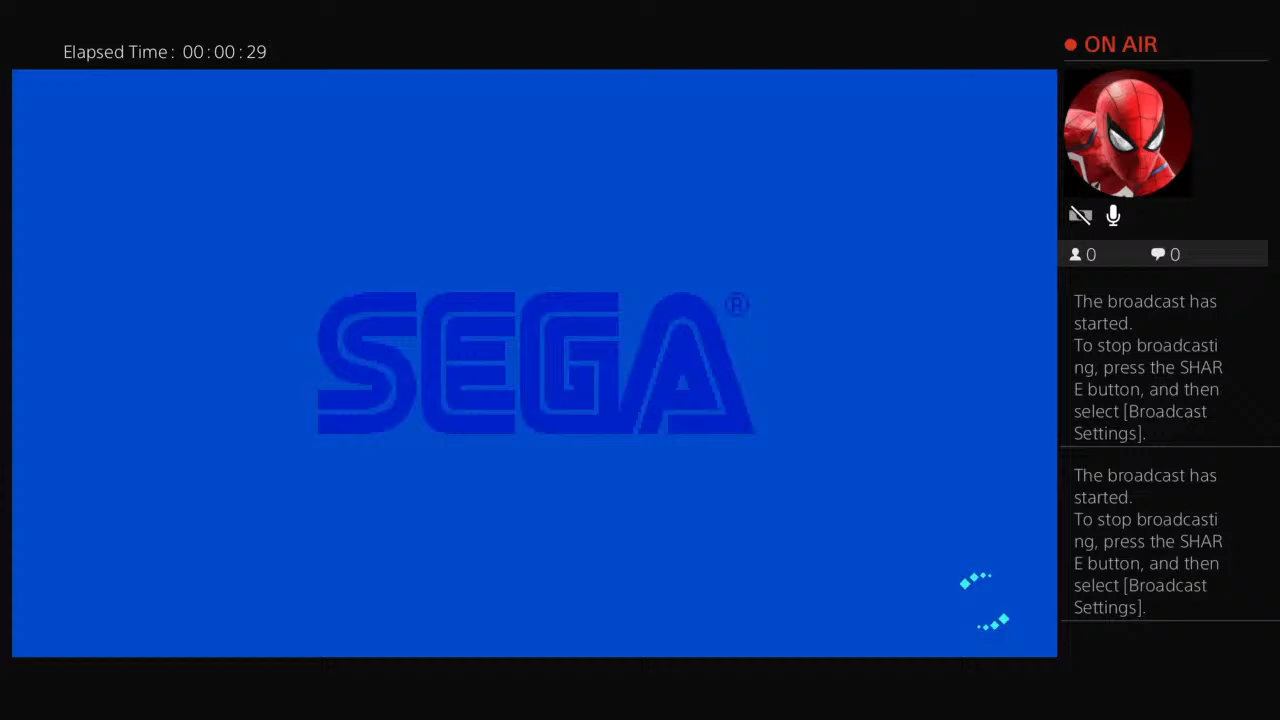 Elapsed Time: 00:00:29
ON AIR
SEGA®
0 0
The broadcast has
started.
To stop broadcasti
ng, press the SHAR
E button, and then
select [Broadcast
Settings].
The broadcast has
started.
To stop broadcasti
ng, press the SHAR
E button, and then
select [Broadcast
Settings].